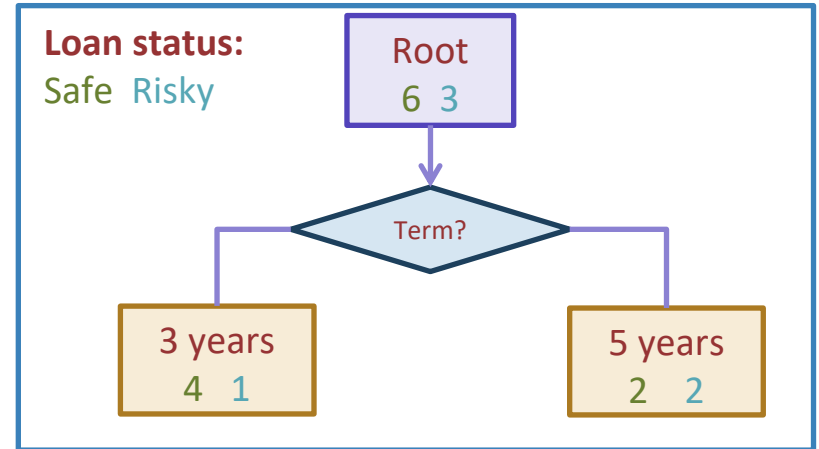 Loan status:
Safe Risky
Root
6 3
Term?
3 years
4 1
5 years
2 2